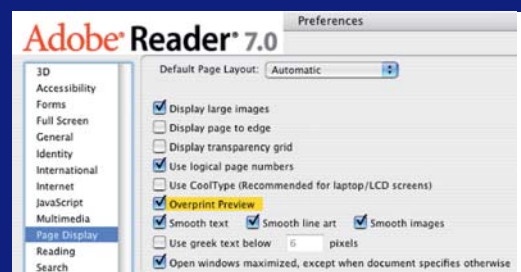 Preferences
Adobe® Reader® 7.0
3D
Accessibility
Forms
Full Screen
General
Identity
International
Internet
JavaScript
Multimedia
Page Display
Reading
Search
Default Page Layout: Automatic
Display large images
Display page to edge
Display transparency grid
Use logical page numbers
Use CoolType (Recommended for laptop/LCD screens)
Overprint Preview
Smooth text Smooth line art Smooth images
Use greek text below 6 pixels
Open windows maximized, except when document specifies otherwise